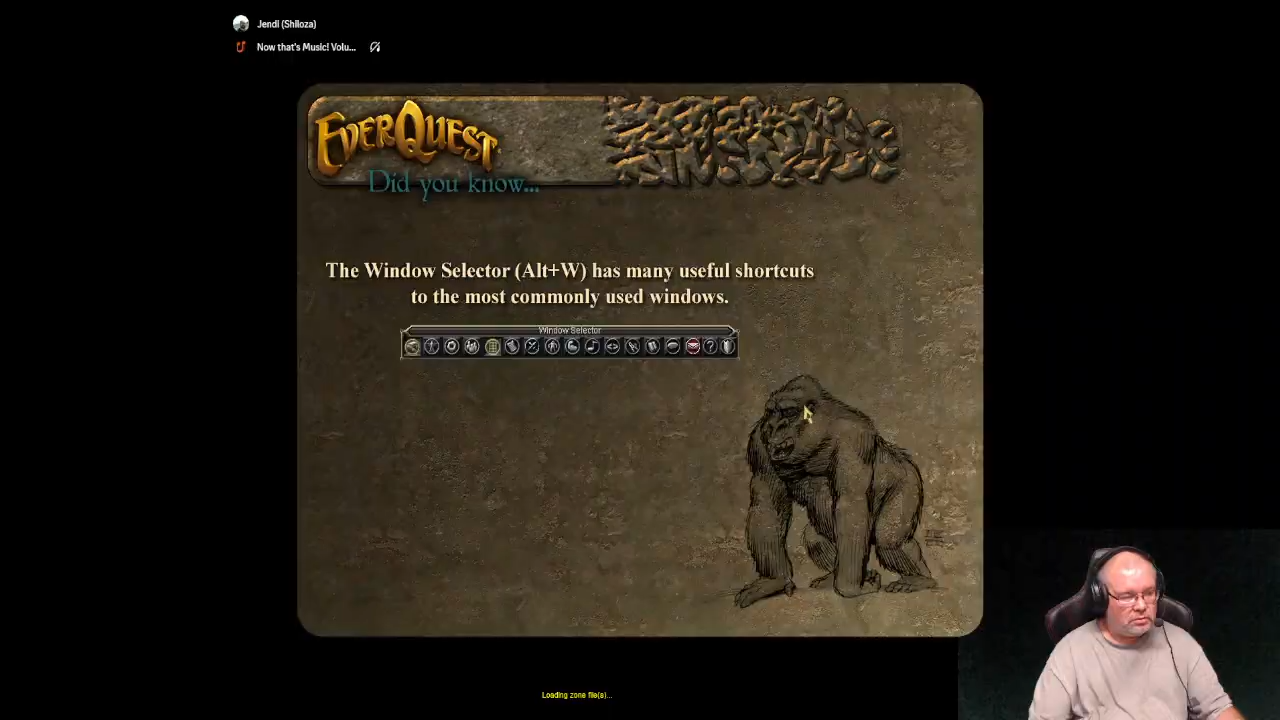 Jendi (Shiloza)
Now that's Music! Volu...
EVERQUEST
Did you know...
The Window Selector (Alt+W) has many useful shortcuts
to the most commonly used windows.
Window Selector
Loading zone file(s)...